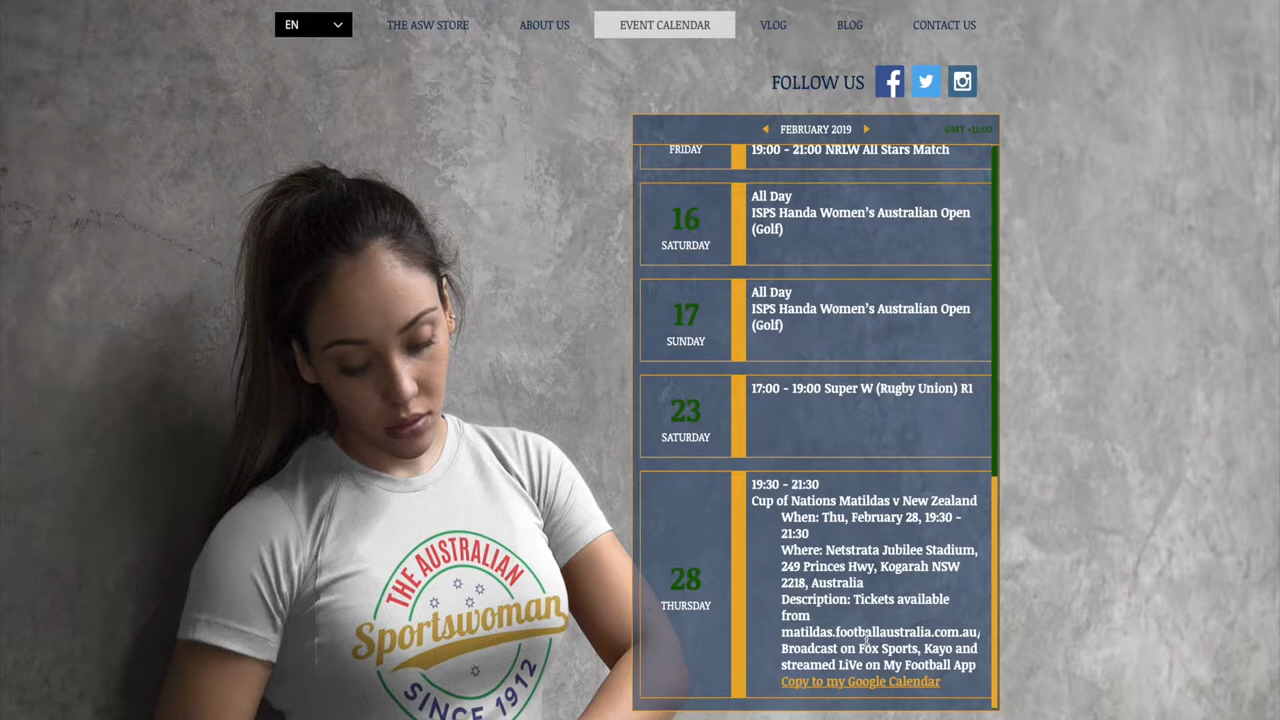 EN
THE ASW STORE
ABOUT US
EVENT CALENDAR
VLOG
BLOG
CONTACT US
FOLLOW US
FEBRUARY 2019
GMT +11:00
FRIDAY
19:00 - 21:00 NRLW All Stars Match
16
SATURDAY
All Day
ISPS Handa Women’s Australian Open
(Golf)
17
SUNDAY
All Day
ISPS Handa Women’s Australian Open
(Golf)
23
SATURDAY
17:00 - 19:00 Super W (Rugby Union) R1
28
THURSDAY
19:30 - 21:30
Cup of Nations Matildas v New Zealand
When: Thu, February 28, 19:30 -
21:30
Where: Netstrata Jubilee Stadium,
249 Princes Hwy, Kogarah NSW
2218, Australia
Description: Tickets available
from
matildas.footballaustralia.com.au,
Broadcast on Fox Sports, Kayo and
streamed LiVe on My Football App
Copy to my Google Calendar
THE AUSTRALIAN
Sportswoman
SINCE 1912